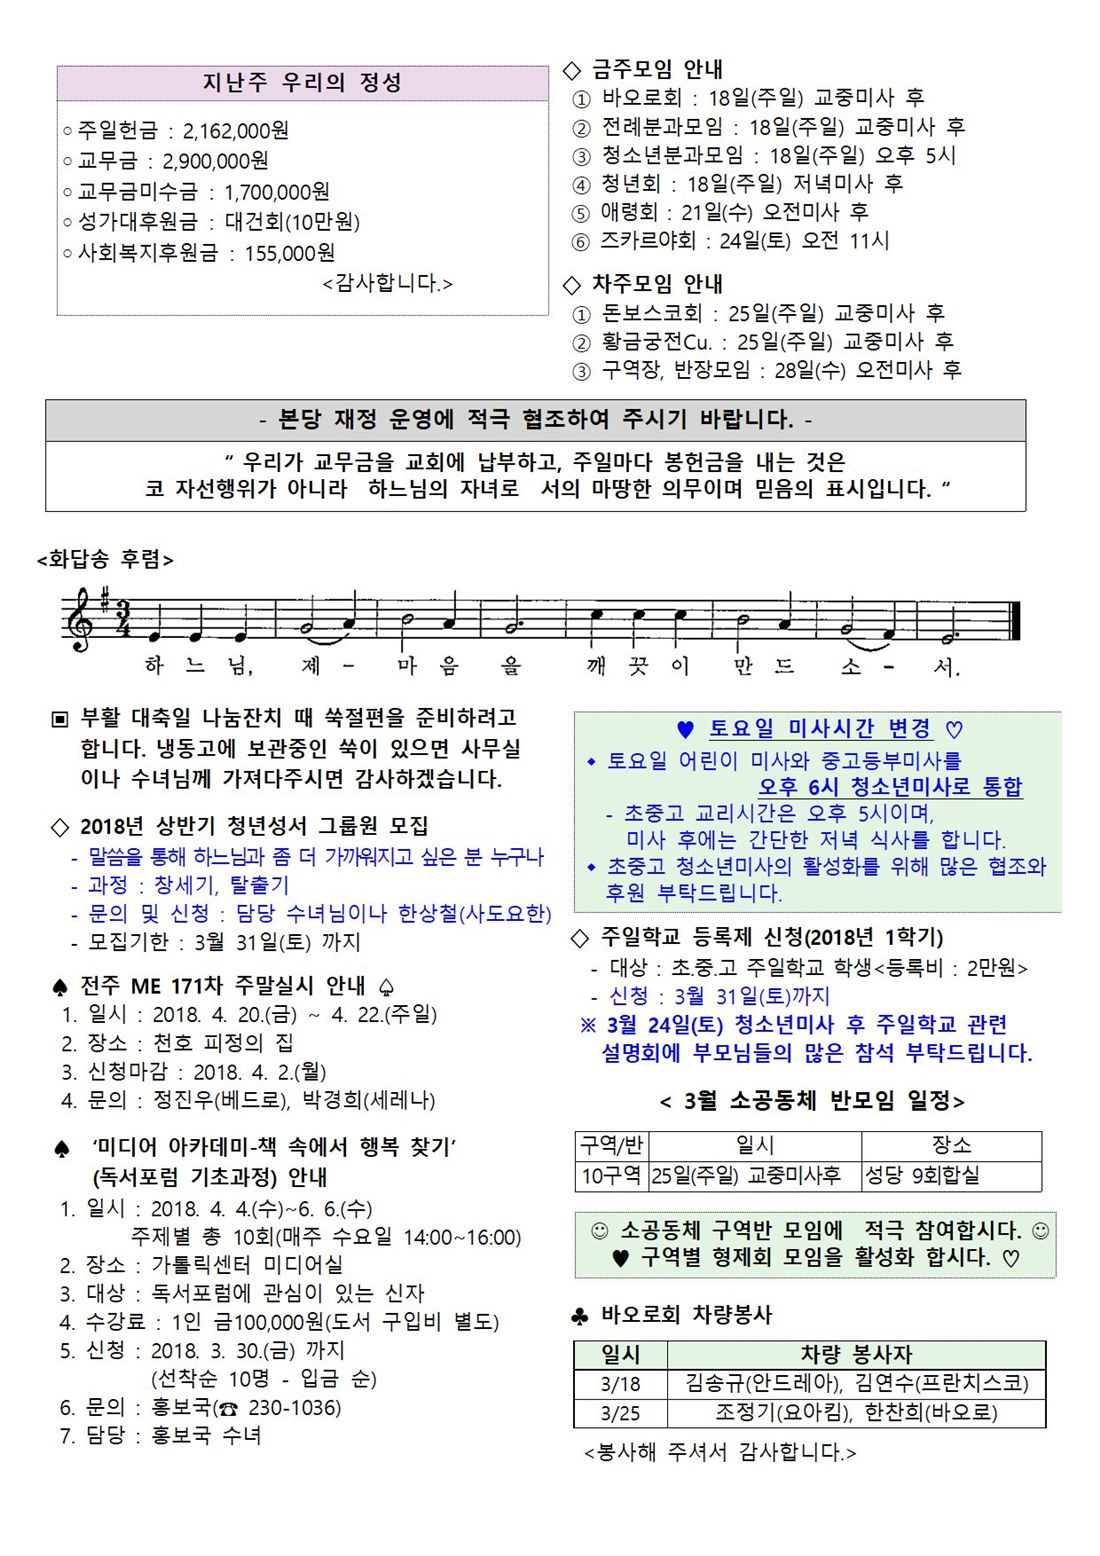 지난주 우리의 정성
○ 주일헌금 : 2,162,000원
○ 교무금 : 2,900,000원
○ 교무금미수금 : 1,700,000원
○ 성가대후원금 : 대건회(10만원)
○ 사회복지후원금 : 155,000원
<감사합니다.>
◇ 금주모임 안내
① 바오로회 : 18일(주일) 교중미사 후
② 전례분과모임 : 18일(주일) 교중미사 후
③ 청소년분과모임 : 18일(주일) 오후 5시
④ 청년회 : 18일(주일) 저녁미사 후
⑤ 애령회 : 21일(수) 오전미사 후
⑥ 즈카르야회 : 24일(토) 오전 11시
◇ 차주모임 안내
① 돈보스코회 : 25일(주일) 교중미사 후
② 황금궁전Cu. : 25일(주일) 교중미사 후
③ 구역장, 반장모임 : 28일(수) 오전미사 후
- 본당 재정 운영에 적극 협조하여 주시기 바랍니다. -
“ 우리가 교무금을 교회에 납부하고, 주일마다 봉헌금을 내는 것은
코 자선행위가 아니라 하느님의 자녀로 서의 마땅한 의무이며 믿음의 표시입니다. “
<화답송 후렴>
3
4
하 느 님, 제 - 마 음 을 깨 끗 이 만 드 소 - 서.
▣ 부활 대축일 나눔잔치 때 쑥절편을 준비하려고
합니다. 냉동고에 보관중인 쑥이 있으면 사무실
이나 수녀님께 가져다주시면 감사하겠습니다.
◇ 2018년 상반기 청년성서 그룹원 모집
- 말씀을 통해 하느님과 좀 더 가까워지고 싶은 분 누구나
- 과정 : 창세기, 탈출기
- 문의 및 신청 : 담당 수녀님이나 한상철(사도요한)
- 모집기한 : 3월 31일(토) 까지
♠ 전주 ME 171차 주말실시 안내 ♤
1. 일시 : 2018. 4. 20.(금) ~ 4. 22.(주일)
2. 장소 : 천호 피정의 집
3. 신청마감 : 2018. 4. 2.(월)
4. 문의 : 정진우(베드로), 박경희(세레나)
♠ ‘미디어 아카데미-책 속에서 행복 찾기’
(독서포럼 기초과정) 안내
1. 일시 : 2018. 4. 4.(수)~6. 6.(수)
주제별 총 10회(매주 수요일 14:00~16:00)
2. 장소 : 가톨릭센터 미디어실
3. 대상 : 독서포럼에 관심이 있는 신자
4. 수강료 : 1인 금100,000원(도서 구입비 별도)
5. 신청 : 2018. 3. 30.(금) 까지
(선착순 10명 - 입금 순)
6. 문의 : 홍보국(☎ 230-1036)
7. 담당 : 홍보국 수녀
♥ 토요일 미사시간 변경 ♡
◆ 토요일 어린이 미사와 중고등부미사를
오후 6시 청소년미사로 통합
- 초중고 교리시간은 오후 5시이며,
미사 후에는 간단한 저녁 식사를 합니다.
◆ 초중고 청소년미사의 활성화를 위해 많은 협조와
후원 부탁드립니다.
◇ 주일학교 등록제 신청(2018년 1학기)
- 대상 : 초.중.고 주일학교 학생<등록비 : 2만원>
- 신청 : 3월 31일(토)까지
※ 3월 24일(토) 청소년미사 후 주일학교 관련
설명회에 부모님들의 많은 참석 부탁드립니다.
< 3월 소공동체 반모임 일정>
구역/반 일시 장소
10구역 25일(주일) 교중미사후 성당 9회합실
☺ 소공동체 구역반 모임에 적극 참여합시다. ☺
♥ 구역별 형제회 모임을 활성화 합시다. ♡
♣ 바오로회 차량봉사
일시 차량 봉사자
3/18 김송규(안드레아), 김연수(프란치스코)
3/25 조정기(요아킴), 한찬희(바오로)
<봉사해 주셔서 감사합니다.>